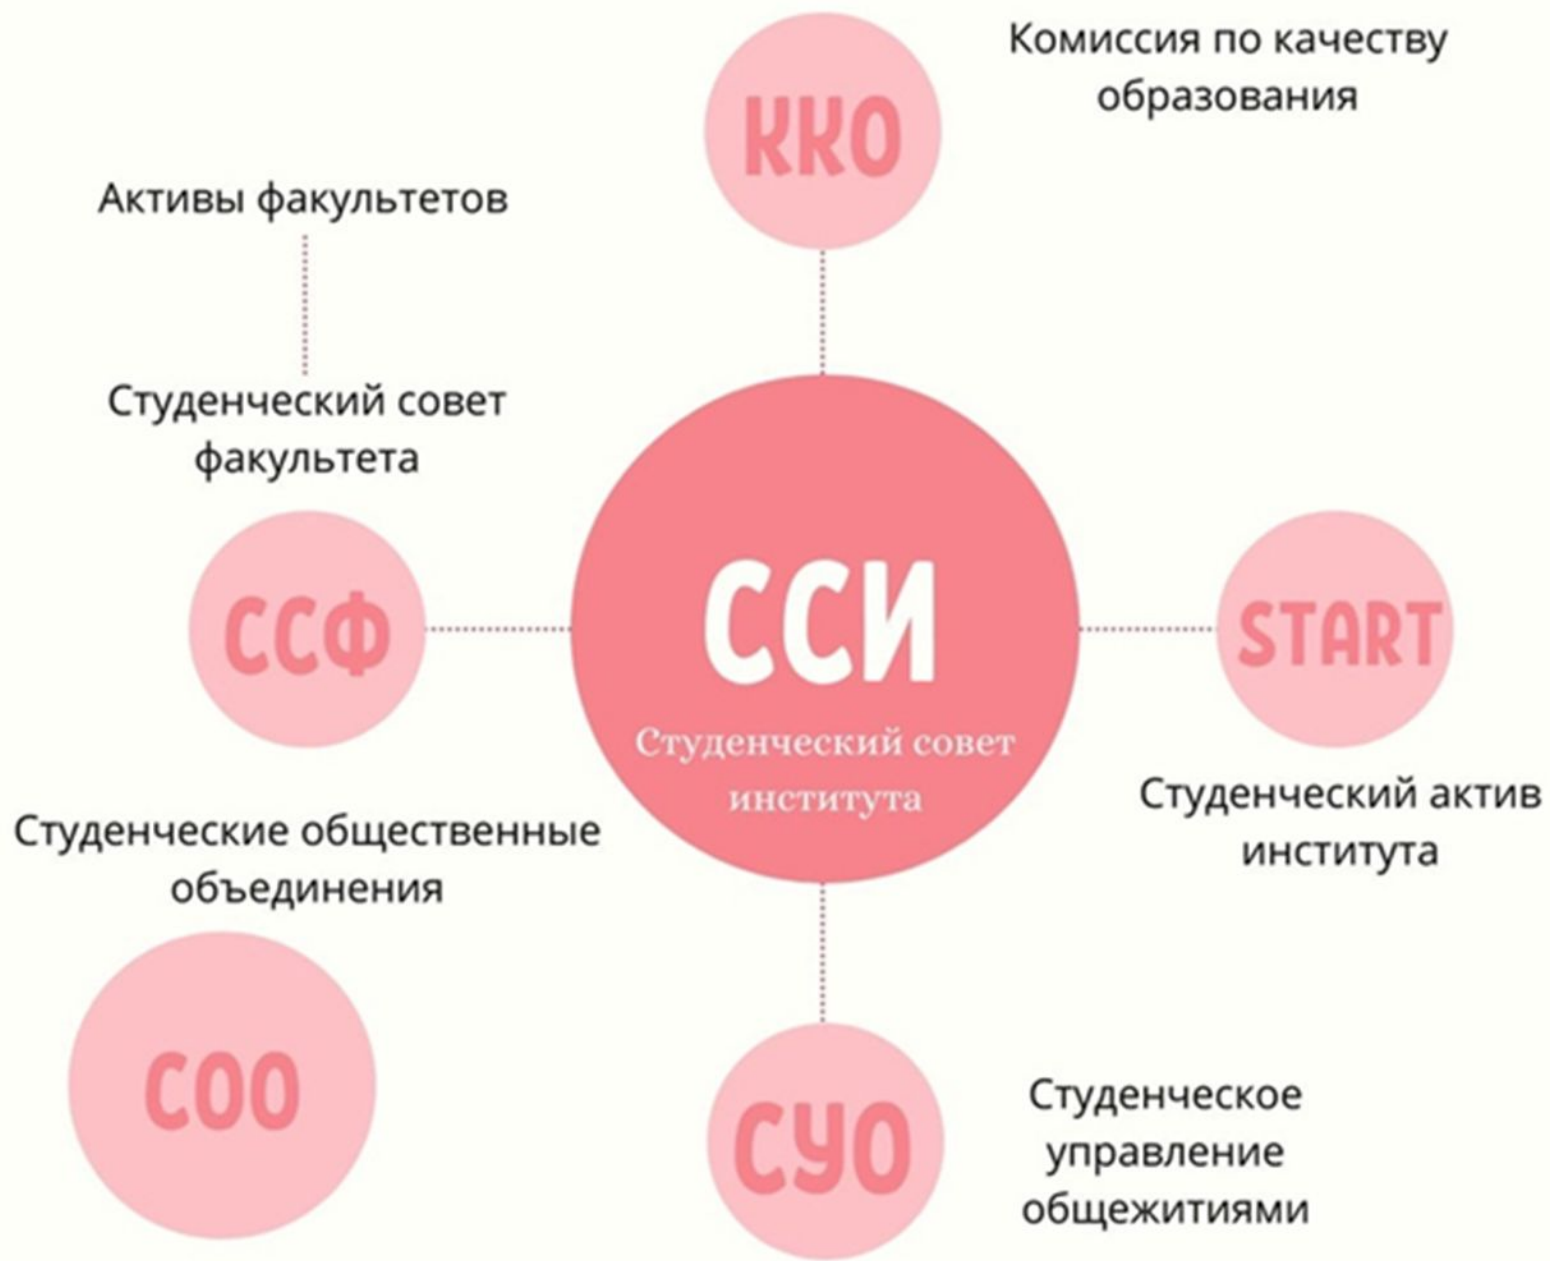 ККО
Комиссия по качеству
образования
Активы факультетов
Студенческий совет
факультета
ССФ
ССИ
Студенческий совет
института
START
Студенческий актив
института
Студенческие общественные
объединения
СОО
СУО
Студенческое
управление
общежитиями